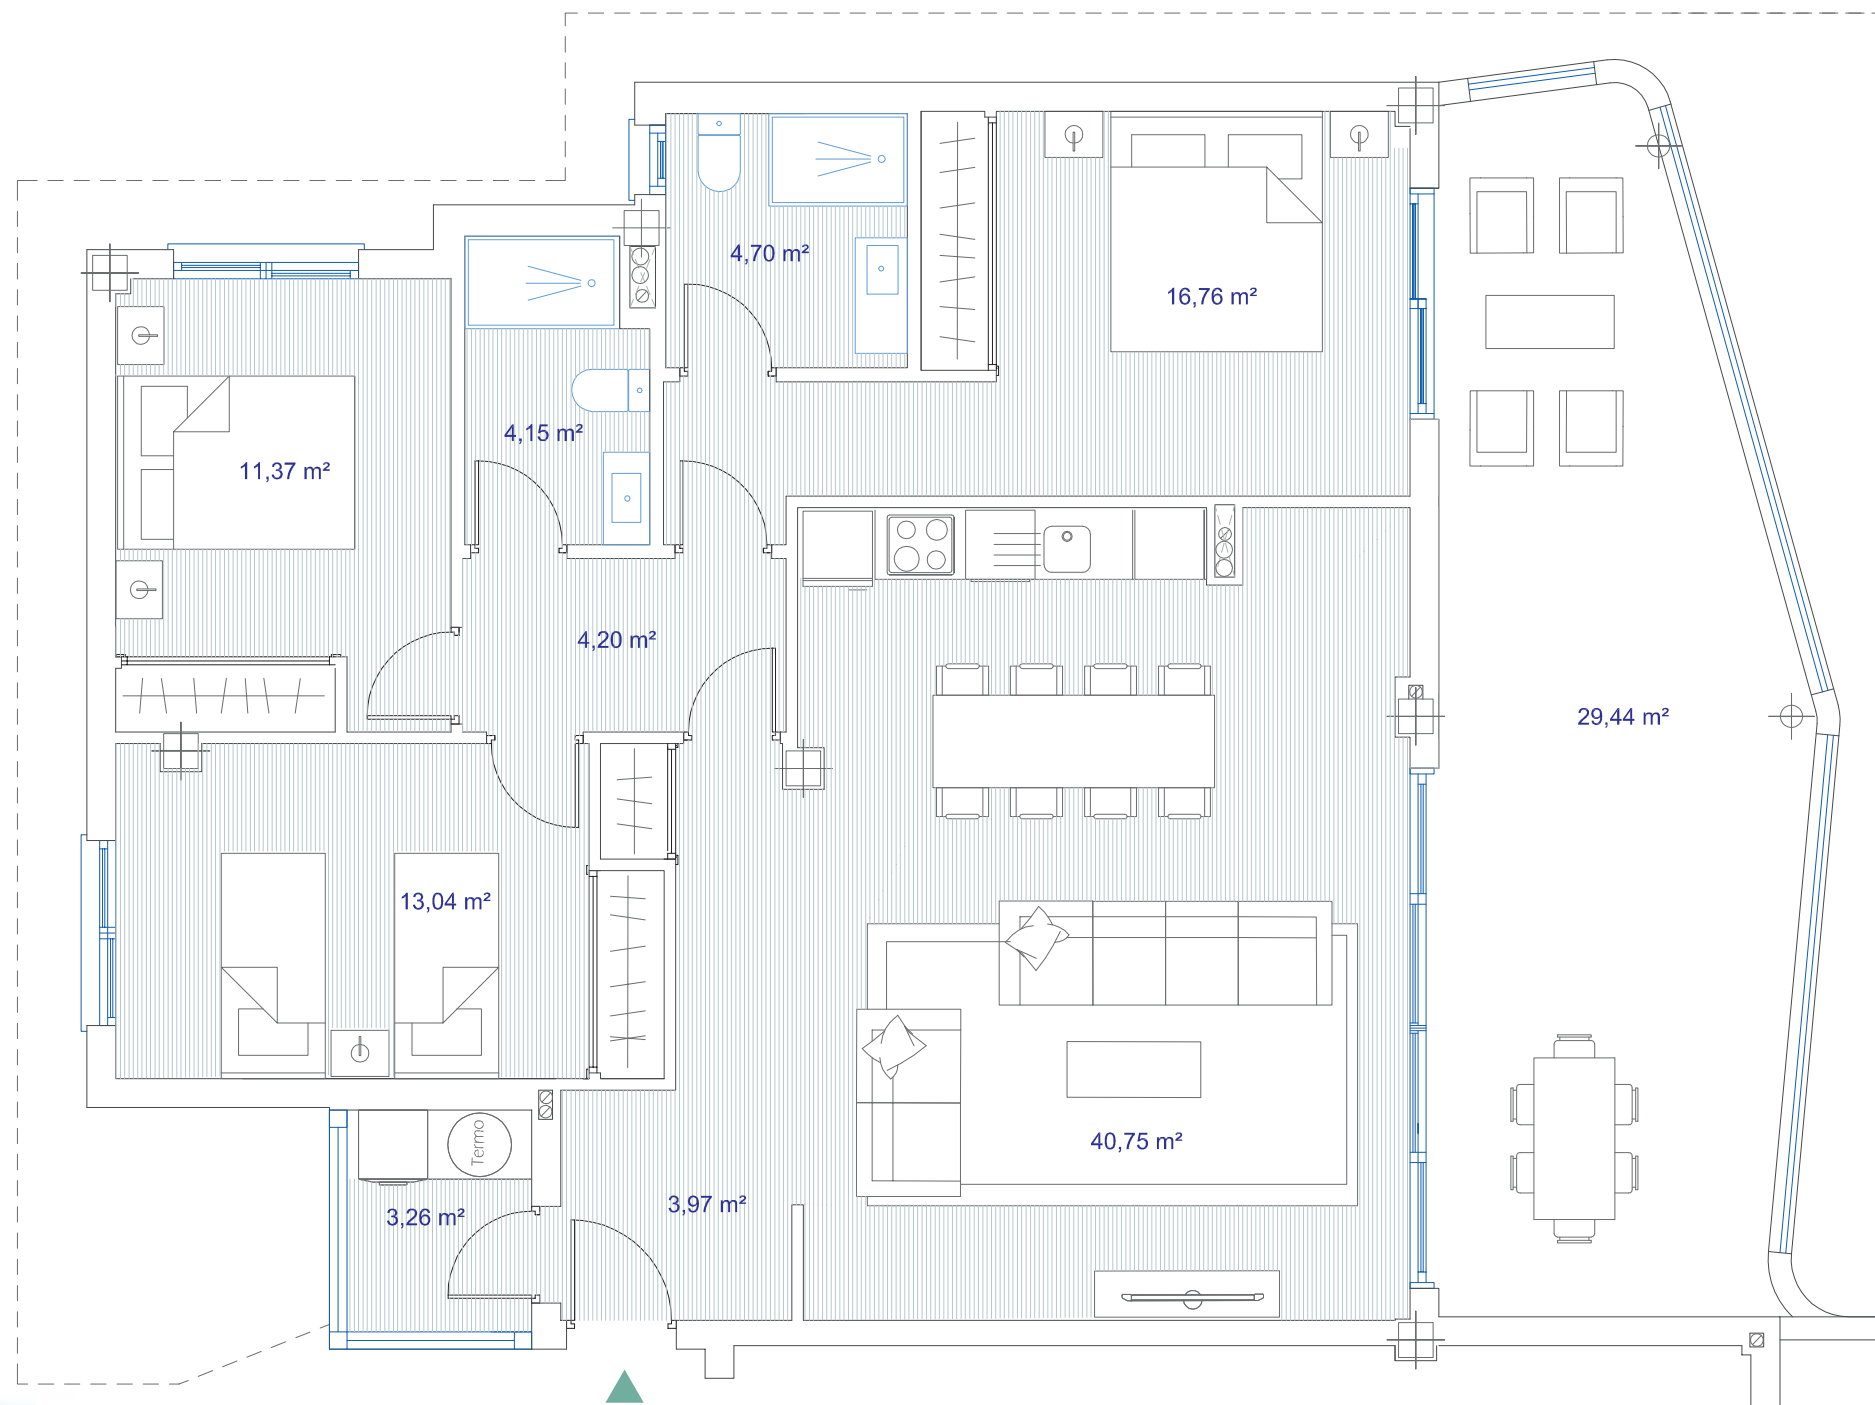 4,70 m²
16,76 m²
4,15 m²
11,37 m²
4,20 m²
29,44 m²
13,04 m²
Termo
40,75 m²
3,97 m²
3,26 m²